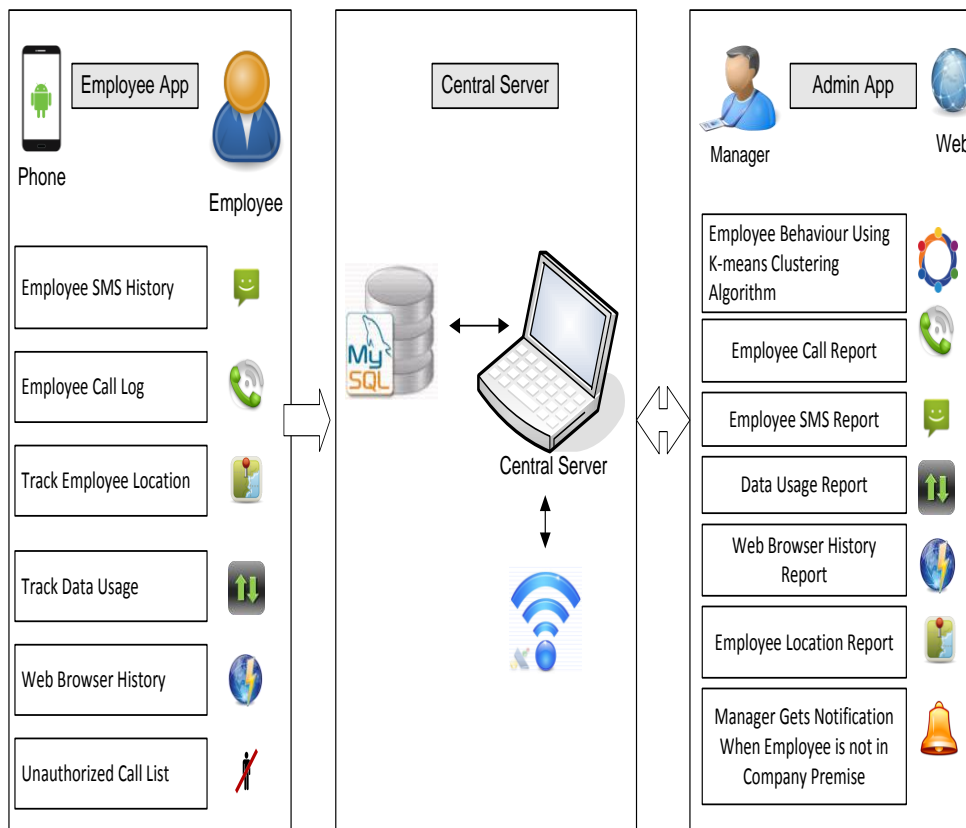 Employee App
Phone
Employee
Employee SMS History
Employee Call Log
Track Employee Location
Track Data Usage
Web Browser History
Unauthorized Call List
Central Server
My
SQL
Central Server
Admin App
Manager
Web
Employee Behaviour Using
K-means Clustering
Algorithm
Employee Call Report
Employee SMS Report
Data Usage Report
Web Browser History
Report
Employee Location Report
Manager Gets Notification
When Employee is not in
Company Premise